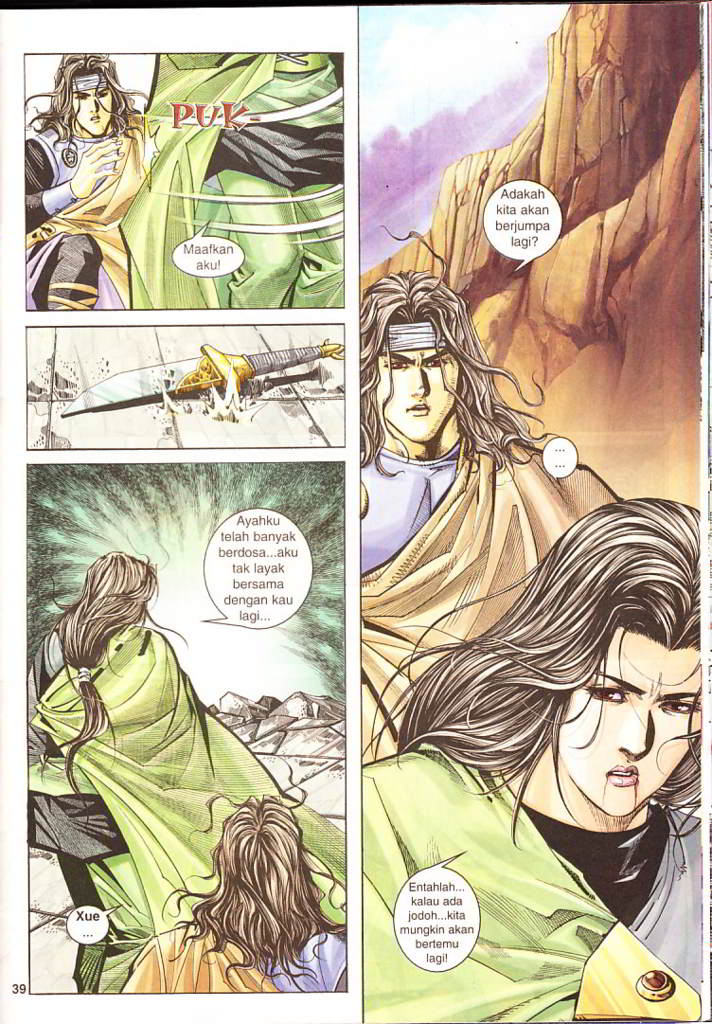 PUK-
Maafkan
aku!
Ayahku
telah banyak
berdosa...aku
tak layak
bersama
dengan kau
lagi...
Xue
...
39
Adakah
kita akan
berjumpa
lagi?
...
...
Entahlah...
kalau ada
jodoh...kita
mungkin akan
bertemu
lagi!